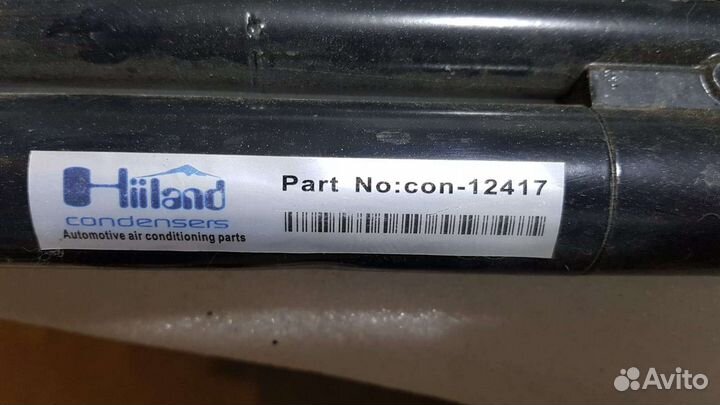 Hiiland
condensers
Automotive air conditioning parts
Part No:con-12417
Avito